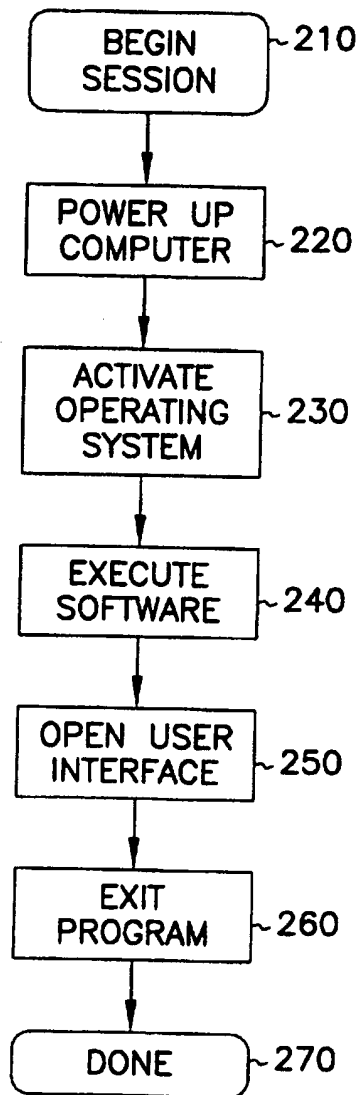 BEGIN
SESSION
210
POWER UP
COMPUTER
220
ACTIVATE
OPERATING
SYSTEM
230
EXECUTE
SOFTWARE
240
OPEN USER
INTERFACE
250
EXIT
PROGRAM
260
DONE
270